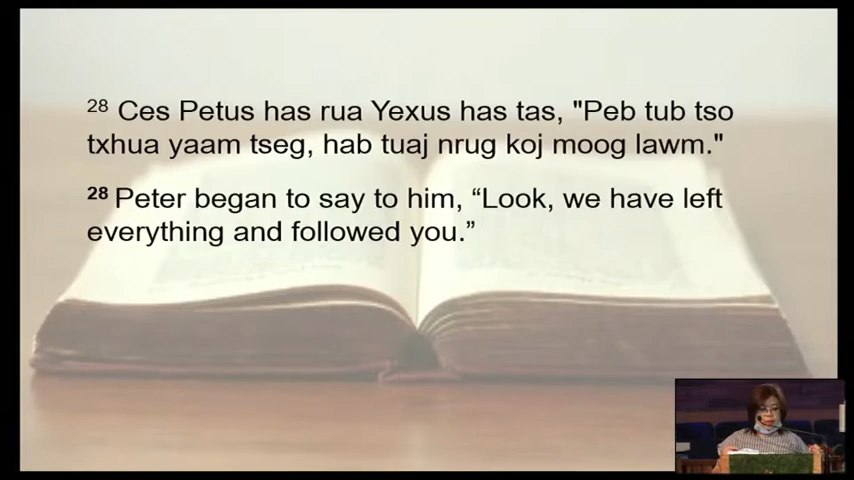 28 Ces Petus has rua Yexus has tas, "Peb tub tso
txhua yaam tseg, hab tuaj nrug koj moog lawm."
28 Peter began to say to him, “Look, we have left
everything and followed you.”